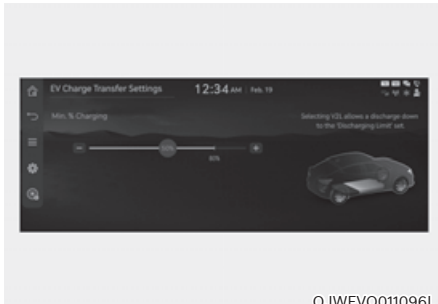 EV Charge Transfer Settings
12:34 AM Feb. 19
Min. % Charging
Selecting V2L allows a discharge down
to the 'Discharging Limit' set.
80%